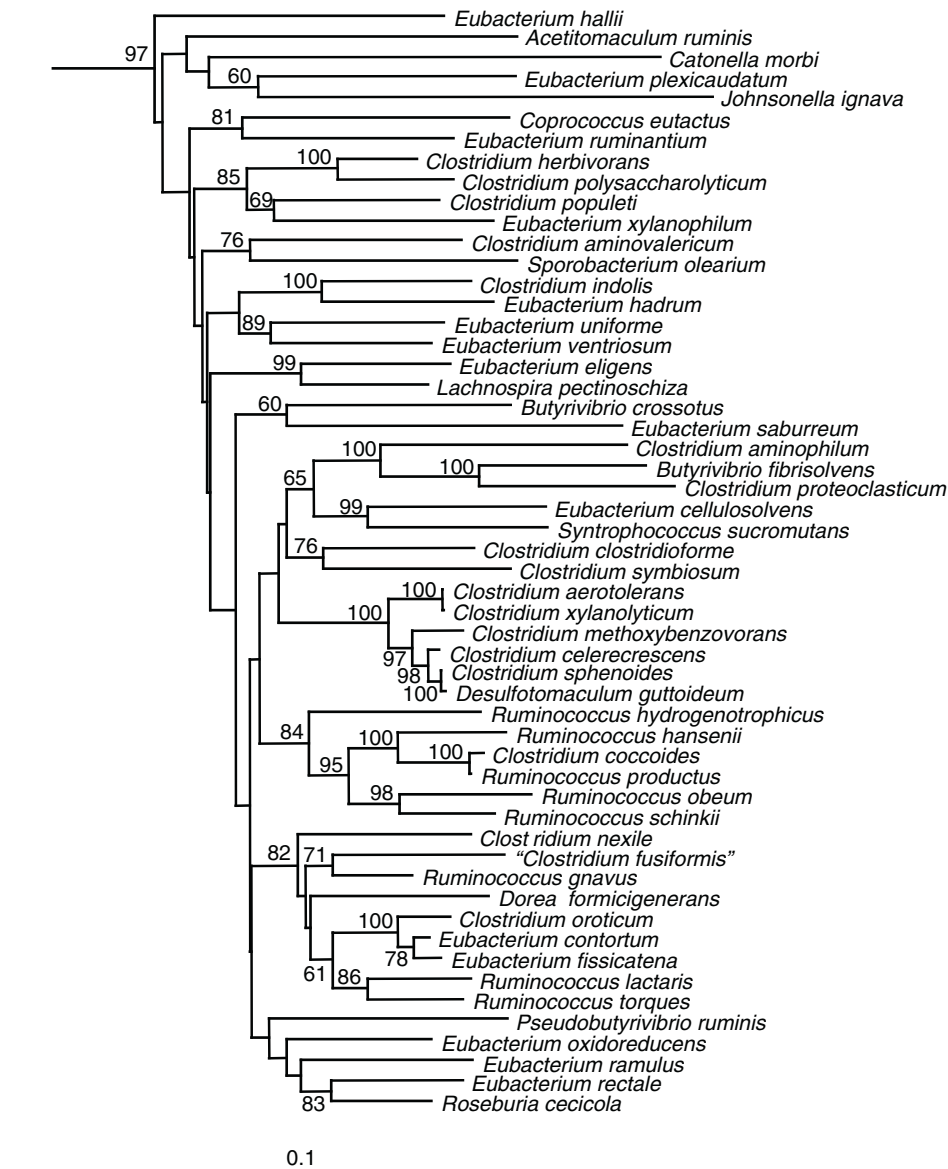 Eubacterium hallii
97
Acetitomaculum ruminis
Catonella morbi
60 Eubacterium plexicaudatum
Johnsonella ignava
81 Coprococcus eutactus
Eubacterium ruminantium
100 Clostridium herbivorans
85 Clostridium polysaccharolyticum
69 Clostridium populeti
Eubacterium xylanophilum
76 Clostridium aminovalericum
Sporobacterium olearium
100 Clostridium indolis
Eubacterium hadrum
89 Eubacterium uniforme
Eubacterium ventriosum
99 Eubacterium eligens
Lachnospira pectinoschiza
60 Butyrivibrio crossotus
Eubacterium saburreum
100 Clostridium aminophilum
100 Butyrivibrio fibrisolvens
65 Clostridium proteoclasticum
99 Eubacterium cellulosolvens
Syntrophococcus sucromutans
76 Clostridium clostridioforme
Clostridium symbiosum
100 Clostridium aerotolerans
100 Clostridium xylanolyticum
Clostridium methoxybenzovorans
97 Clostridium celerecrescens
98 Clostridium sphenoides
100 Desulfotomaculum guttoideum
Ruminococcus hydrogenotrophicus
84 100 Ruminococcus hansenii
100 Clostridium coccoides
95 Ruminococcus productus
98 Ruminococcus obeum
Ruminococcus schinkii
Clost ridium nexile
82 71 “Clostridium fusiformis”
Ruminococcus gnavus
Dorea formicigenerans
100 Clostridium oroticum
Eubacterium contortum
78 Eubacterium fissicatena
61 86 Ruminococcus lactaris
Ruminococcus torques
Pseudobutyrivibrio ruminis
Eubacterium oxidoreducens
Eubacterium ramulus
Eubacterium rectale
83 Roseburia cecicola
0.1